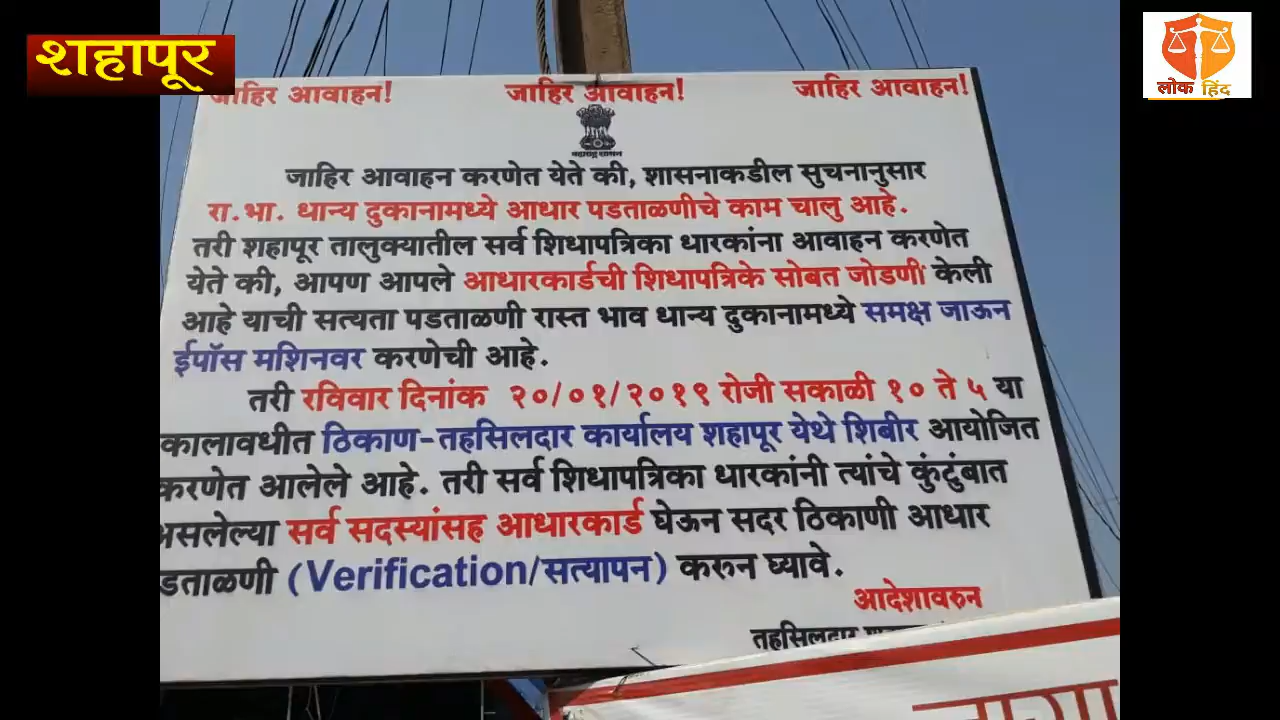 शहापूर
लोक हिंद
जाहिर आवाहन! जाहिर आवाहन! जाहिर आवाहन!
जाहिर आवाहन करणेत येते की, शासनाकडील सुचनानुसार
रा.भा. धान्य दुकानामध्ये आधार पडताळणीचे काम चालु आहे.
तरी शहापूर तालुक्यातील सर्व शिधापत्रिका धारकांना आवाहन करणेत
येते की, आपण आपले आधारकार्डची शिधापत्रिके सोबत जोडणी केली
आहे याची सत्यता पडताळणी रास्त भाव धान्य दुकानामध्ये समक्ष जाऊन
ईपॉस मशिनवर करणेची आहे.
तरी रविवार दिनांक २०/०१/२०१९ रोजी सकाळी १० ते ५ या
कालावधीत ठिकाण-तहसिलदार कार्यालय शहापूर येथे शिबीर आयोजित
करणेत आलेले आहे. तरी सर्व शिधापत्रिका धारकांनी त्यांचे कुंटुंबात
असलेल्या सर्व सदस्यांसह आधारकार्ड घेऊन सदर ठिकाणी आधार
डताळणी (Verification/सत्यापन) करुन घ्यावे.
आदेशावरुन
तहसिलदार